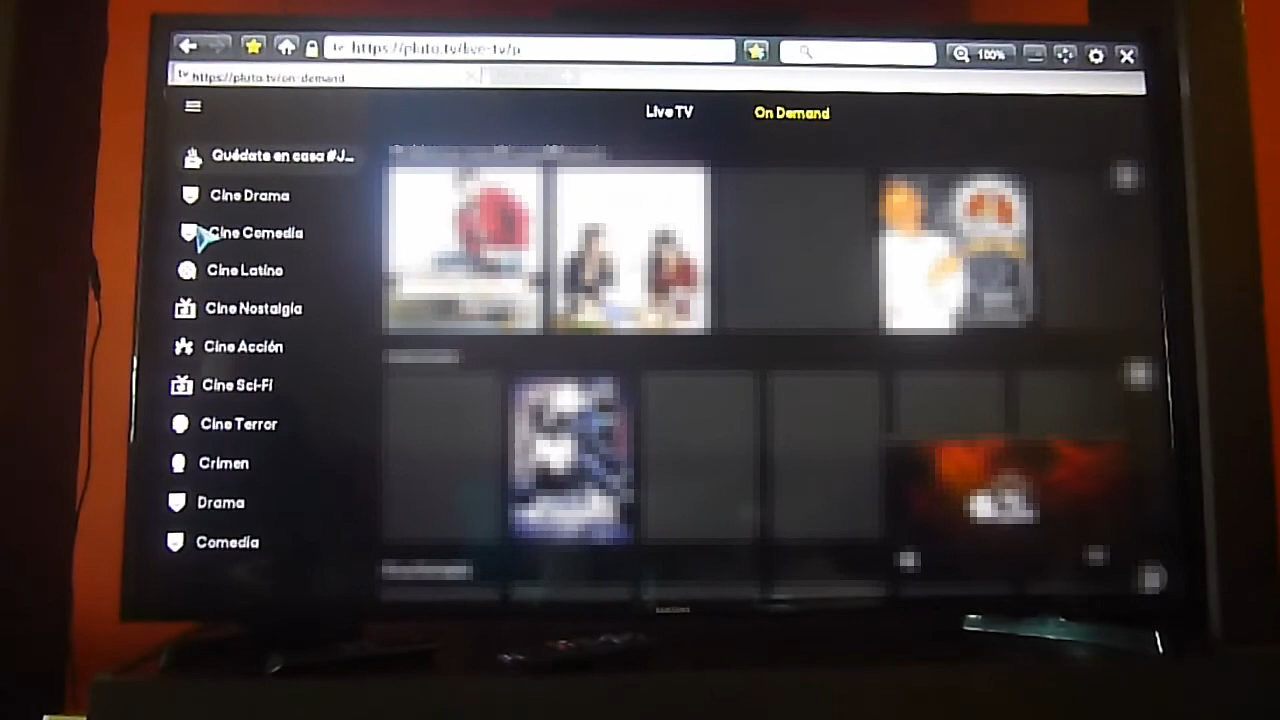 https://pluto.tv/live-tv/p
100%
https://pluto.tv/on-demand
Live TV
On Demand
Quédate en casa #J...
Cine Drama
Cine Comedia
Cine Latino
Cine Nostalgia
Cine Acción
Cine Sci-Fi
Cine Terror
Crimen
Drama
Comedia
SAMSUNG